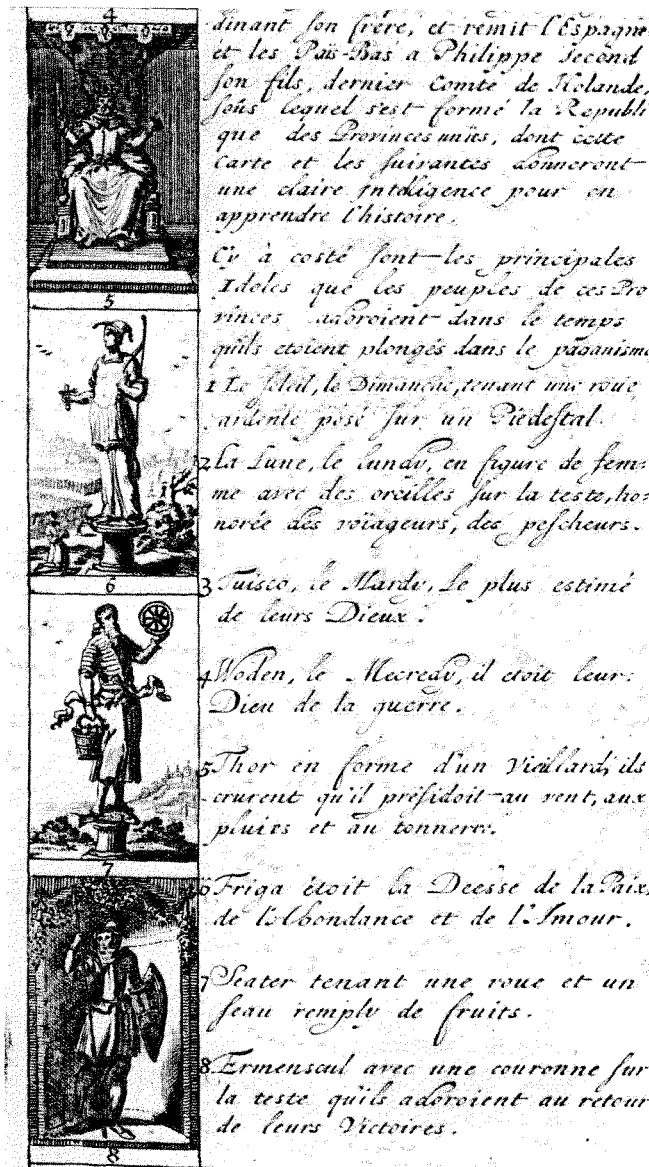 4
dinant son frère, et remit l'Espagne
et les Païs-Bas a Philippe second
son fils, dernier Comte de Holande,
sous lequel s'est formé la Republi
que des Provinces unies, dont cette
Carte et les suivantes donneront
une claire intelligence pour en
apprendre l'histoire.
Cy à costé sont les principales
Idoles que les peuples de ces Pro
vinces adoroient dans le temps
qu'ils etoient plongés dans le paganisme
1 Le soleil, le Dimanche, tenant une roue
ardente posé sur un Piedestal.
2 La Lune, le lundy, en figure de fem-
me avec des oreilles sur la teste, ho-
norée des voiageurs, des pescheurs.
3 Tuisco, le Mardy, Le plus estimé
de leurs Dieux.
4 Woden, le Mecredy, il etoit leur
Dieu de la guerre.
5 Thor en forme d'un Vieillard, ils
crurent qu'il présidoit au vent, aux
pluies et au tonnerre.
6 Friga étoit la Deesse de la Paix,
de l'Abondance et de l'Amour.
7 Seater tenant une roue et un
seau remply de fruits.
8 Ermenseul avec une couronne sur
la teste qu'ils adoroient au retour
de leurs Victoires.
5
6
7
8